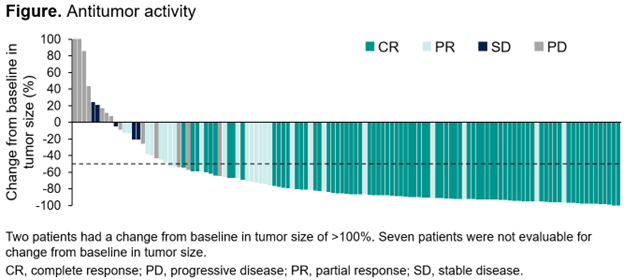 Figure. Antitumor activity
CR PR SD PD
Change from baseline in
tumor size (%)
100
80
60
40
20
0
-20
-40
-60
-80
-100
Two patients had a change from baseline in tumor size of >100%. Seven patients were not evaluable for
change from baseline in tumor size.
CR, complete response; PD, progressive disease; PR, partial response; SD, stable disease.